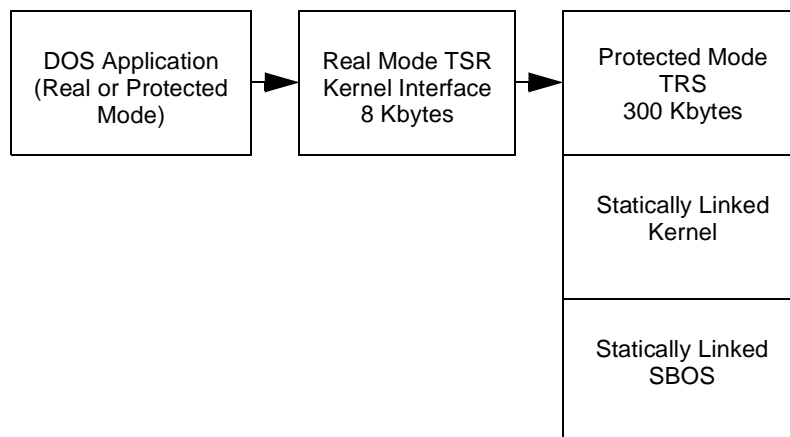 DOS Application
(Real or Protected
Mode)
Real Mode TSR
Kernel Interface
8 Kbytes
Protected Mode
TRS
300 Kbytes
Statically Linked
Kernel
Statically Linked
SBOS